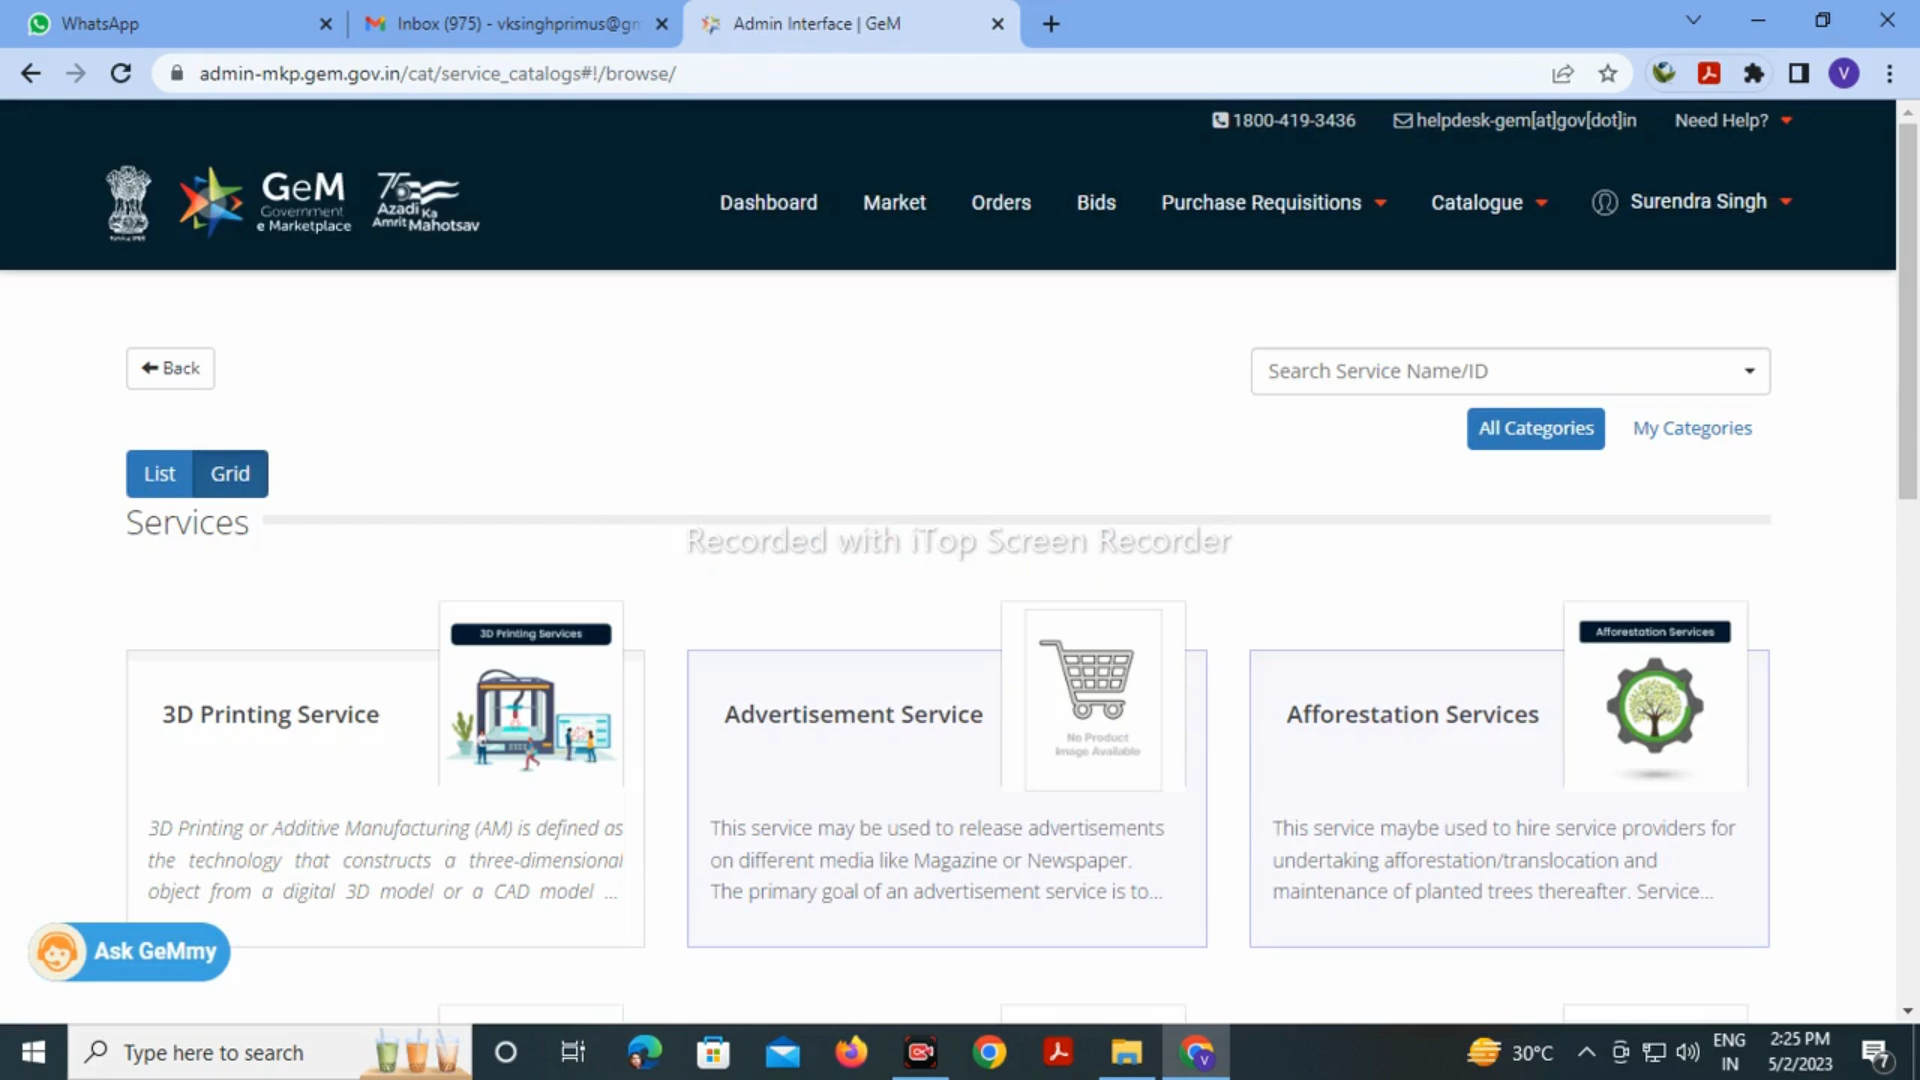 WhatsApp
Inbox (975) - vksinghprimus@gm
Admin Interface | GeM
admin-mkp.gem.gov.in/cat/service_catalogs#!/browse/
V
1800-419-3436
helpdesk-gem[at]gov[dot]in
Need Help?
GeM
Government
e Marketplace
75
Azadi Ka
Amrit Mahotsav
Dashboard
Market
Orders
Bids
Purchase Requisitions
Catalogue
Surendra Singh
Back
Search Service Name/ID
All Categories
My Categories
List
Grid
Services
Recorded with iTop Screen Recorder
3D Printing Services
3D Printing Service
3D Printing or Additive Manufacturing (AM) is defined as
the technology that constructs a three-dimensional
object from a digital 3D model or a CAD model ...
Advertisement Service
No Product
Image Available
This service may be used to release advertisements
on different media like Magazine or Newspaper.
The primary goal of an advertisement service is to...
Afforestation Services
Afforestation Services
This service maybe used to hire service providers for
undertaking afforestation/translocation and
maintenance of planted trees thereafter. Service...
Ask GeMmy
Type here to search
V
30°C
ENG
IN
2:25 PM
5/2/2023
7